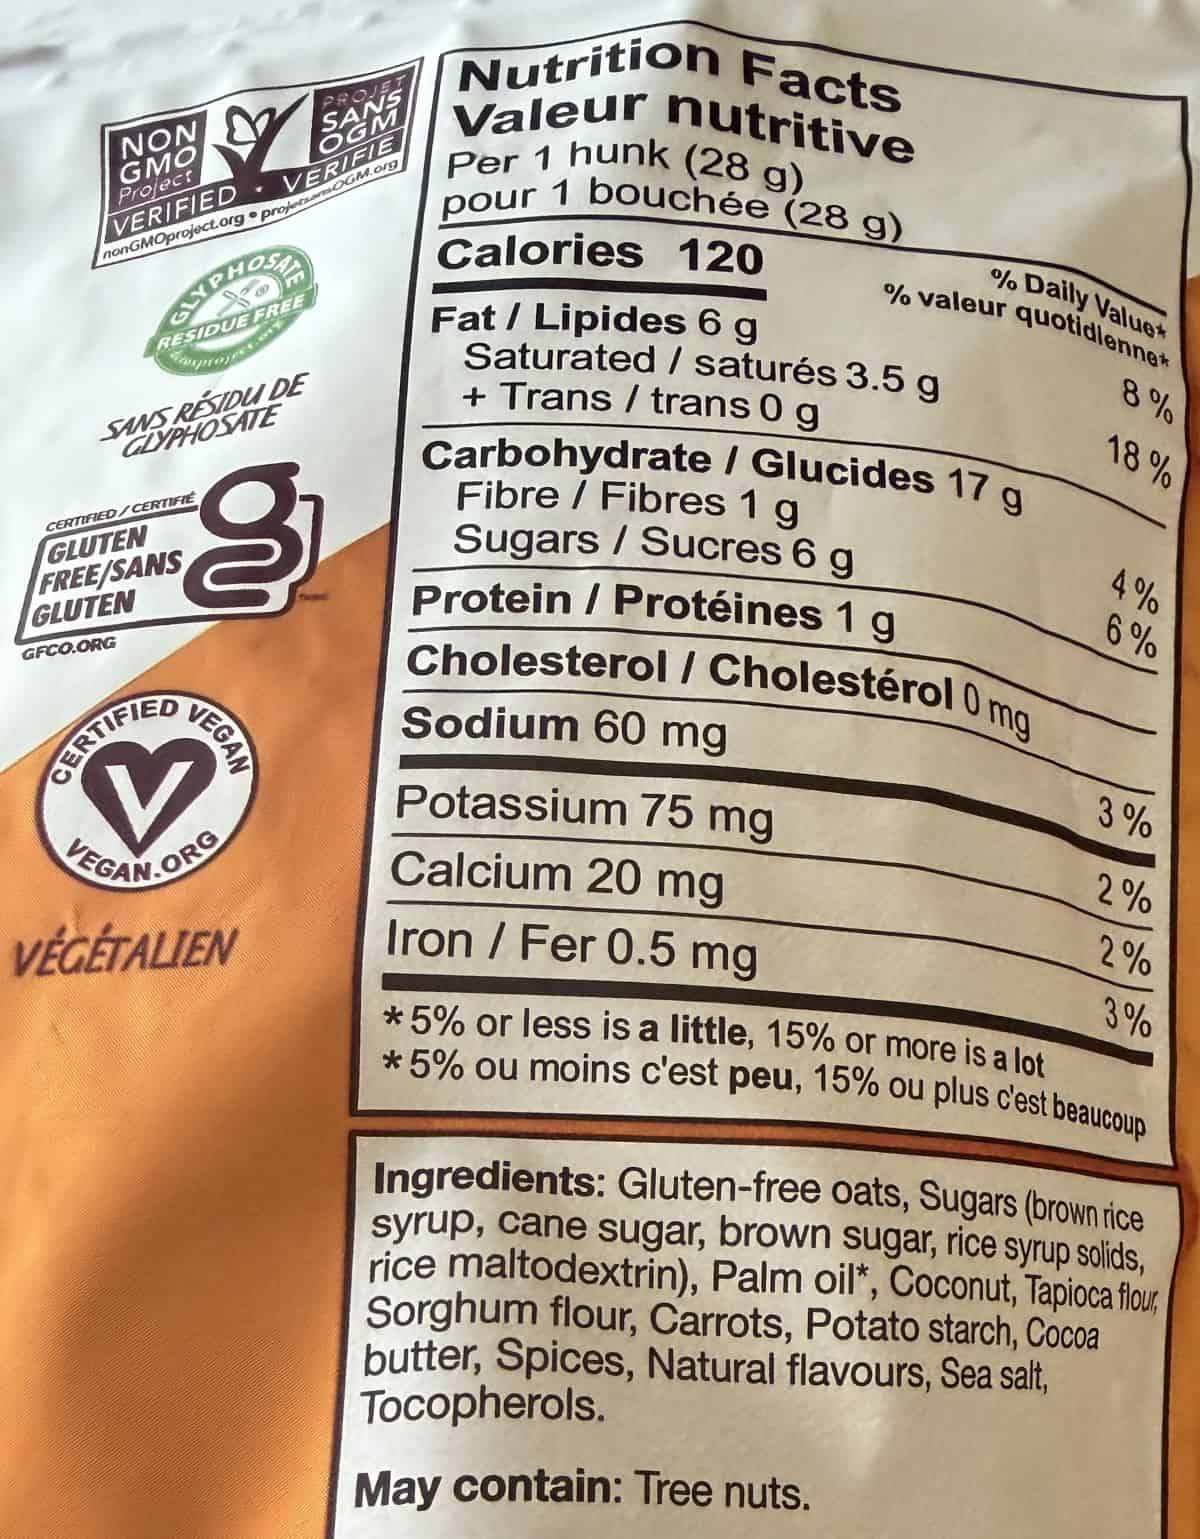 NON
GMO
Project
VERIFIED
PROJET
SANS
OGM
VERIFIÉ
nonGMOproject.org • projetsansOGM.org
GLYPHOSATE
RESIDUE FREE
SANS RÉSIDU DE
GLYPHOSATE
CERTIFIED / CERTIFIÉ
GLUTEN
FREE/SANS
GLUTEN
GFCO.ORG
CERTIFIED VEGAN
V
VEGAN.ORG
VÉGÉTALIEN
Nutrition Facts
Valeur nutritive
Per 1 hunk (28 g)
pour 1 bouchée (28 g)
Calories 120
% Daily Value*
% valeur quotidienne*
Fat / Lipides 6 g 8 %
Saturated / saturés 3.5 g
+ Trans / trans 0 g 18 %
Carbohydrate / Glucides 17 g
Fibre / Fibres 1 g 4 %
Sugars / Sucres 6 g 6 %
Protein / Protéines 1 g
Cholesterol / Cholestérol 0 mg
Sodium 60 mg 3 %
Potassium 75 mg 2 %
Calcium 20 mg 2 %
Iron / Fer 0.5 mg 3 %
*5% or less is a little, 15% or more is a lot
*5% ou moins c'est peu, 15% ou plus c'est beaucoup
Ingredients: Gluten-free oats, Sugars (brown rice
syrup, cane sugar, brown sugar, rice syrup solids,
rice maltodextrin), Palm oil*, Coconut, Tapioca flour,
Sorghum flour, Carrots, Potato starch, Cocoa
butter, Spices, Natural flavours, Sea salt,
Tocopherols.
May contain: Tree nuts.